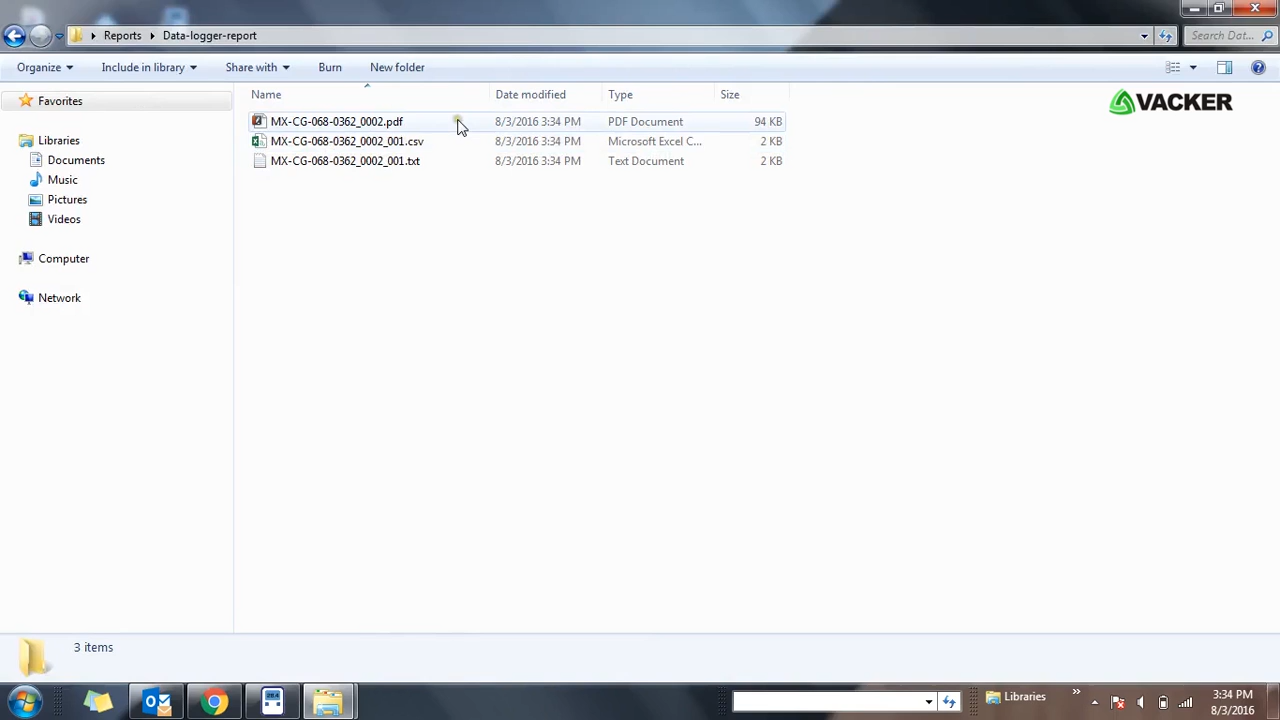 Reports Data-logger-report Search Dat...
Organize Include in library Share with Burn New folder
Favorites
Libraries
Documents
Music
Pictures
Videos
Computer
Network
Name Date modified Type Size
MX-CG-068-0362_0002.pdf 8/3/2016 3:34 PM PDF Document 94 KB
MX-CG-068-0362_0002_001.csv 8/3/2016 3:34 PM Microsoft Excel C... 2 KB
MX-CG-068-0362_0002_001.txt 8/3/2016 3:34 PM Text Document 2 KB
VACKER
3 items
Libraries
3:34 PM
8/3/2016